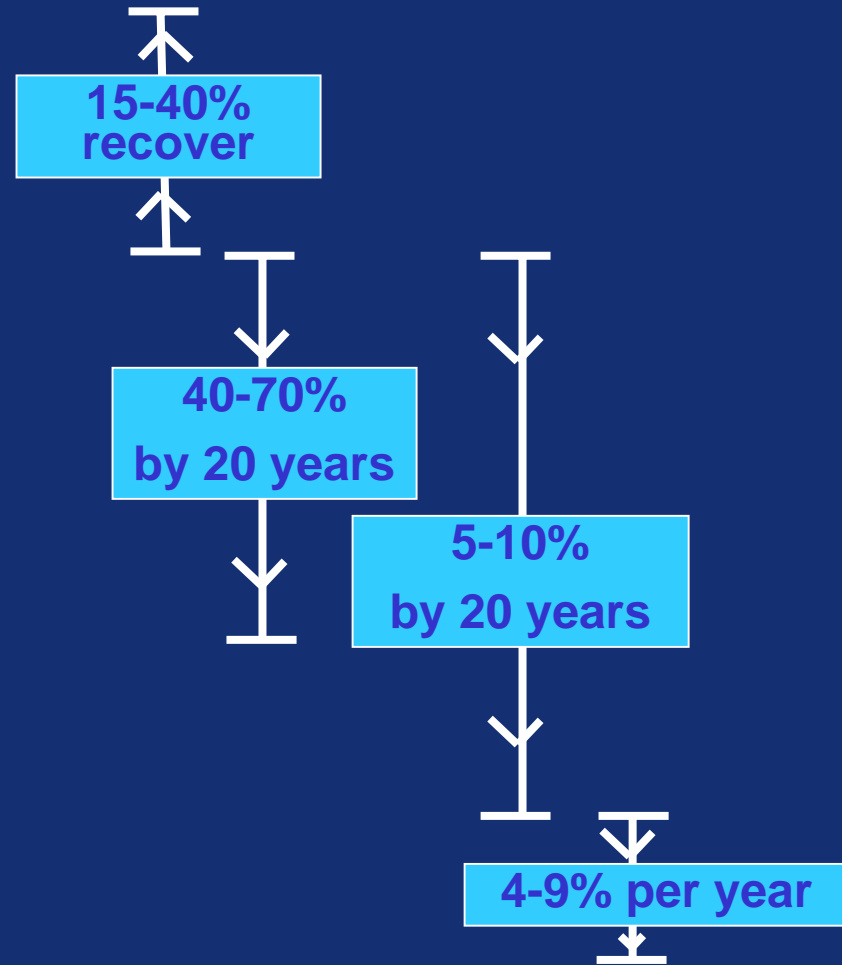 15-40%
recover
40-70%
by 20 years
5-10%
by 20 years
4-9% per year